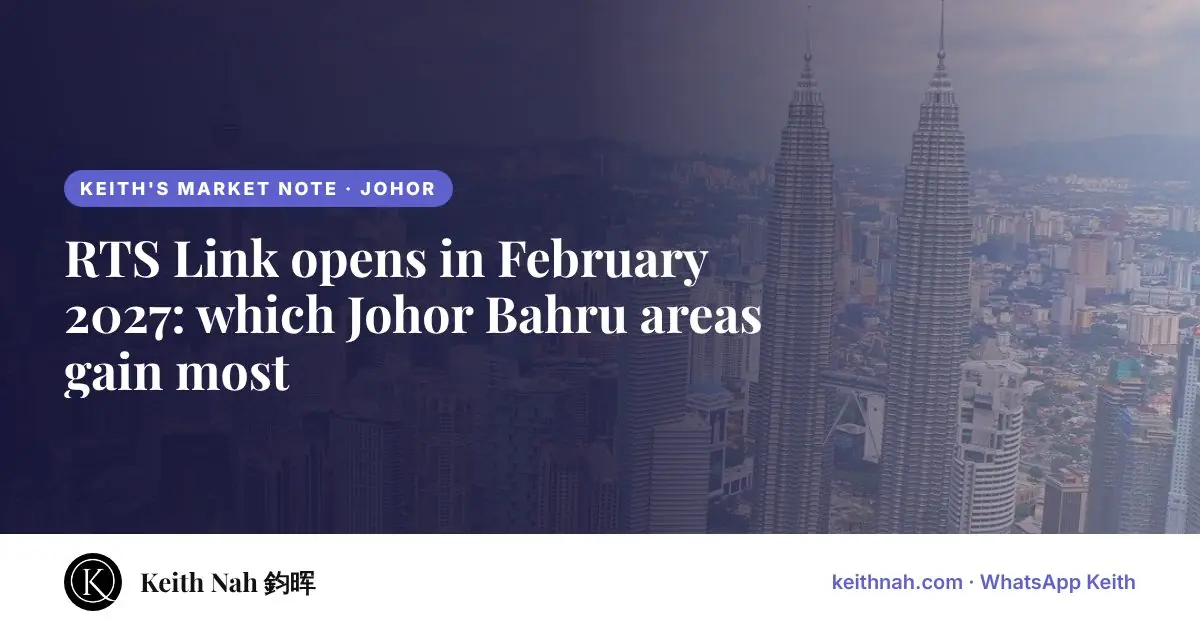 KEITH'S MARKET NOTE · JOHOR
RTS Link opens in February
2027: which Johor Bahru areas
gain most
K
Keith Nah 鈞晖
keithnah.com · WhatsApp Keith